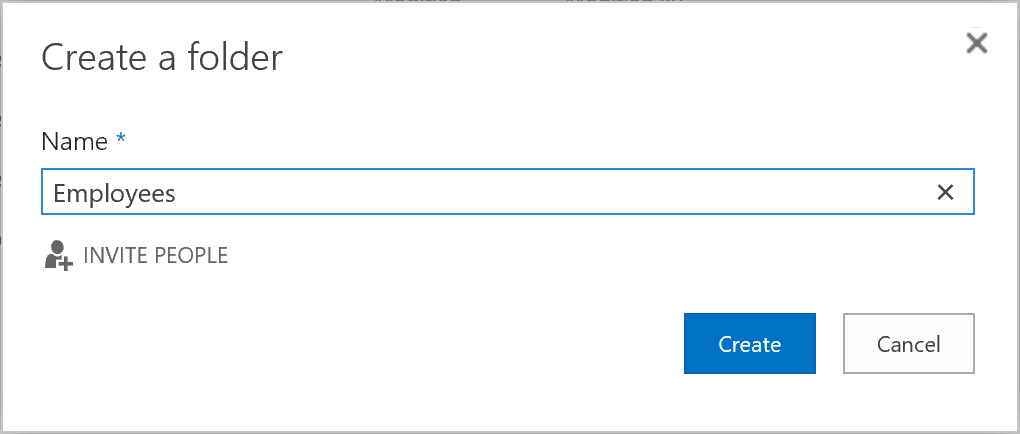 Create a folder
Name *
Employees
INVITE PEOPLE
Create
Cancel